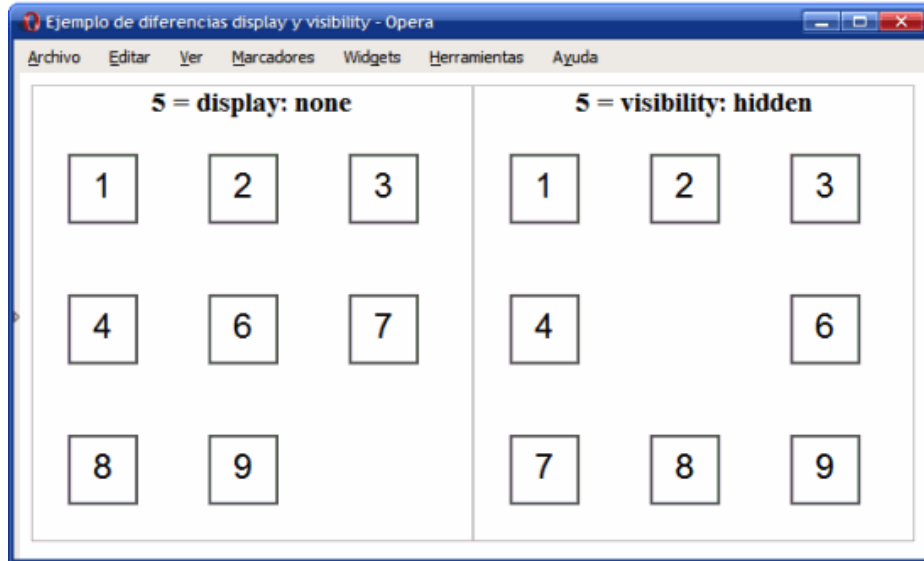 Ejemplo de diferencias display y visibility - Opera
Archivo Editar Ver Marcadores Widgets Herramientas Ayuda
5 = display: none
1 2 3
4 6 7
8 9
5 = visibility: hidden
1 2 3
4 6
7 8 9